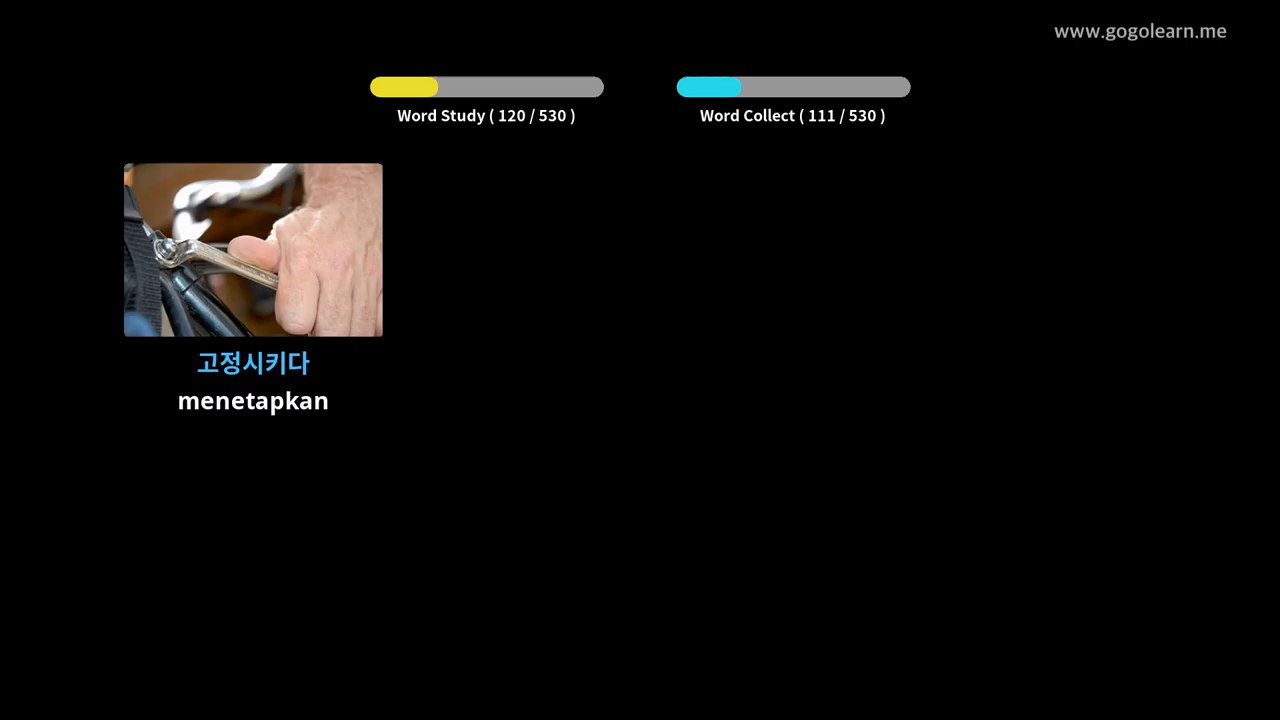 www.gogolearn.me
Word Study ( 120 / 530 )
Word Collect ( 111 / 530 )
고정시키다
menetapkan